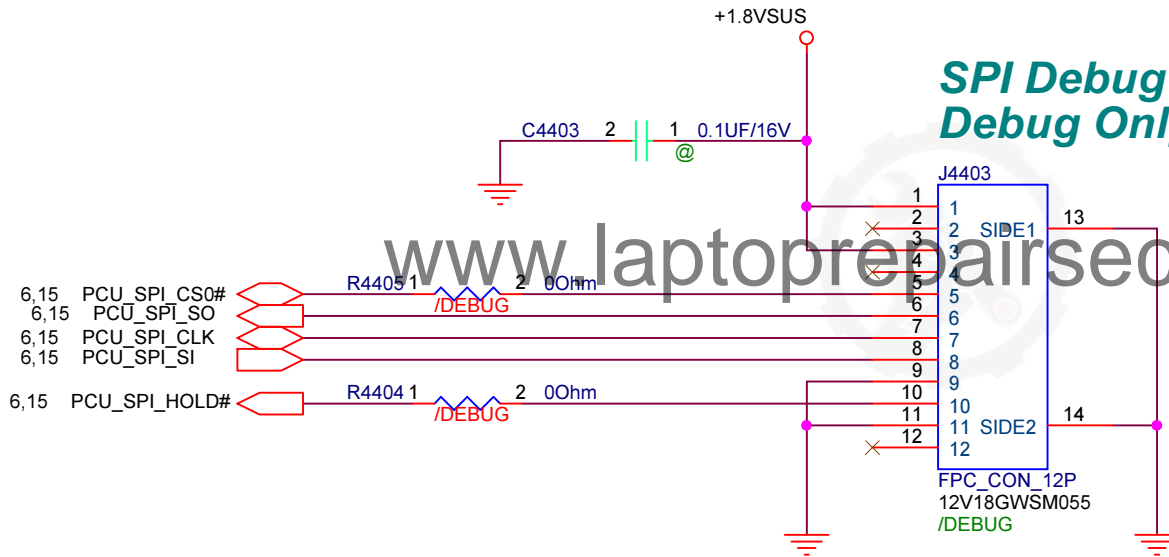 +1.8VSUS
SPI Debug
Debug Only
C4403 2 1 0.1UF/16V
@
J4403
1 1
2 2 SIDE1 13
3 3
4 4
www.laptoprepairsec
6,15 PCU_SPI_CS0# R4405 1 2 0Ohm 5 5
/DEBUG
6,15 PCU_SPI_SO 6 6
6,15 PCU_SPI_CLK 7 7
6,15 PCU_SPI_SI 8 8
9 9
6,15 PCU_SPI_HOLD# R4404 1 2 0Ohm 10 10
/DEBUG
11 11 SIDE2 14
12 12
FPC_CON_12P
12V18GWSM055
/DEBUG